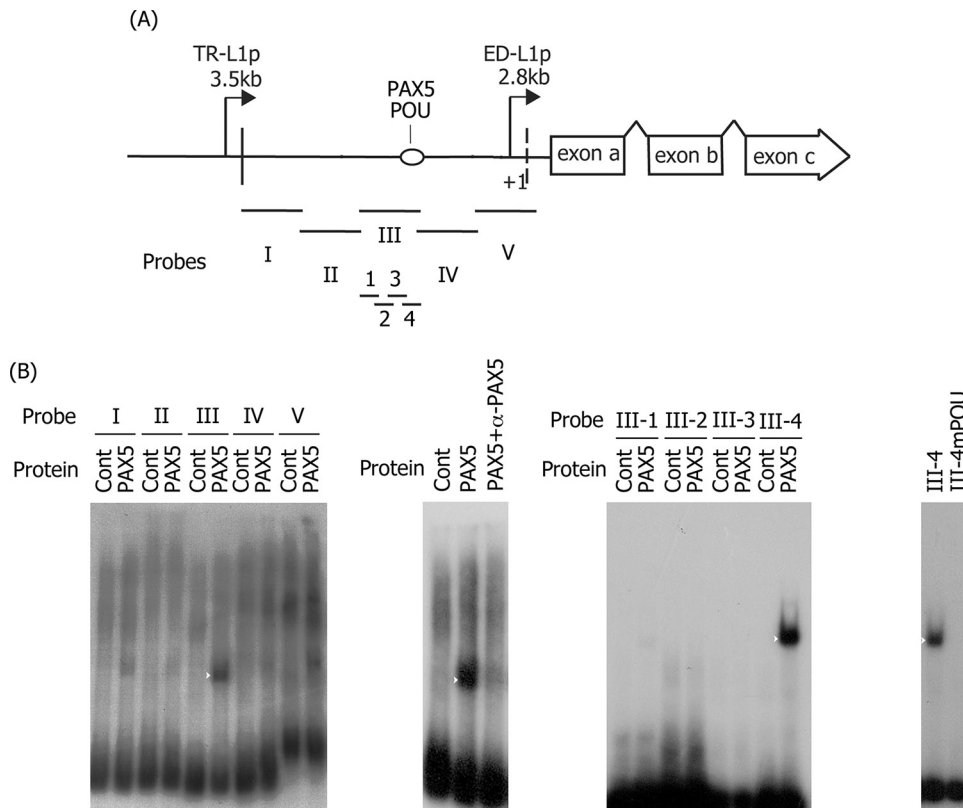 (A)
TR-L1p
3.5kb
PAX5
POU
ED-L1p
2.8kb
+1
exon a
exon b
exon c
Probes
I
II
III
IV
V
1
2
3
4
(B)
Probe I II III IV V
Protein Cont PAX5 Cont PAX5 Cont PAX5 Cont PAX5 Cont PAX5
Protein Cont PAX5 PAX5+α-PAX5
Probe III-1 III-2 III-3 III-4
Protein Cont PAX5 Cont PAX5 Cont PAX5 Cont PAX5
III-4
III-4mPOU